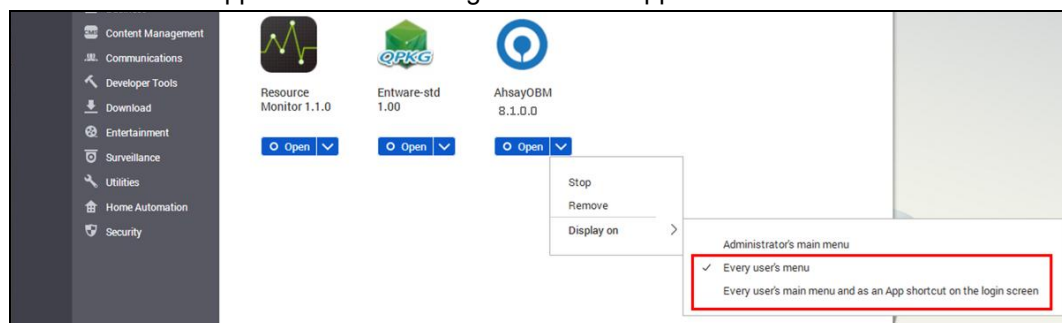 Content Management
Communications
Developer Tools
Download
Entertainment
Surveillance
Utilities
Home Automation
Security
CMS
QPKG
Resource
Monitor 1.1.0
Entware-std
1.00
AhsayOBM
8.1.0.0
Open
Open
Open
Stop
Remove
Display on
Administrator's main menu
Every user's menu
Every user's main menu and as an App shortcut on the login screen